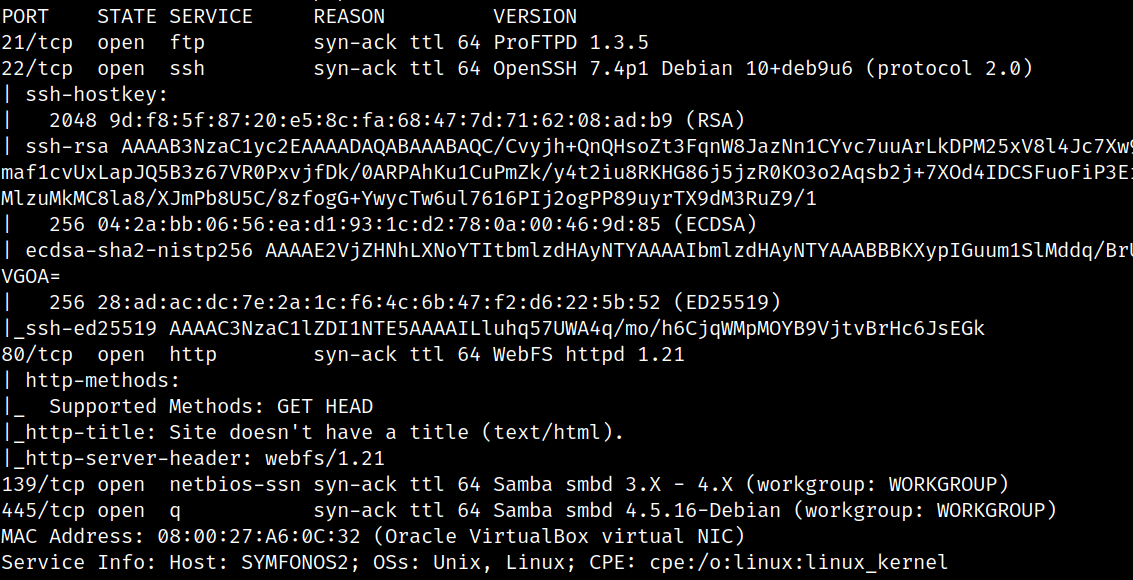 PORT    STATE SERVICE     REASON         VERSION
21/tcp  open  ftp         syn-ack ttl 64 ProFTPD 1.3.5
22/tcp  open  ssh         syn-ack ttl 64 OpenSSH 7.4p1 Debian 10+deb9u6 (protocol 2.0)
| ssh-hostkey:
|   2048 9d:f8:5f:87:20:e5:8c:fa:68:47:7d:71:62:08:ad:b9 (RSA)
| ssh-rsa AAAAB3NzaC1yc2EAAAADAQABAAABAQC/Cvyjh+QnQHsoZt3FqnW8JazNn1CYvc7uuArLkDPM25xV8l4Jc7Xw9
maf1cvUxLapJQ5B3z67VR0PxvjfDk/0ARPAhKu1CuPmZk/y4t2iu8RKHG86j5jzR0KO3o2Aqsb2j+7XOd4IDCSFuoFiP3Ei
MlzuMkMC8la8/XJmPb8U5C/8zfogG+YwycTw6ul7616PIj2ogPP89uyrTX9dM3RuZ9/1
|   256 04:2a:bb:06:56:ea:d1:93:1c:d2:78:0a:00:46:9d:85 (ECDSA)
| ecdsa-sha2-nistp256 AAAAE2VjZHNhLXNoYTItbmlzdHAyNTYAAAAIbmlzdHAyNTYAAABBBKXypIGuum1SlMddq/BrU
VGOA=
|   256 28:ad:ac:dc:7e:2a:1c:f6:4c:6b:47:f2:d6:22:5b:52 (ED25519)
|_ssh-ed25519 AAAAC3NzaC1lZDI1NTE5AAAAILluhq57UWA4q/mo/h6CjqWMpMOYB9VjtvBrHc6JsEGk
80/tcp  open  http        syn-ack ttl 64 WebFS httpd 1.21
| http-methods:
|_  Supported Methods: GET HEAD
|_http-title: Site doesn't have a title (text/html).
|_http-server-header: webfs/1.21
139/tcp open  netbios-ssn syn-ack ttl 64 Samba smbd 3.X - 4.X (workgroup: WORKGROUP)
445/tcp open  q           syn-ack ttl 64 Samba smbd 4.5.16-Debian (workgroup: WORKGROUP)
MAC Address: 08:00:27:A6:0C:32 (Oracle VirtualBox virtual NIC)
Service Info: Host: SYMFONOS2; OSs: Unix, Linux; CPE: cpe:/o:linux:linux_kernel